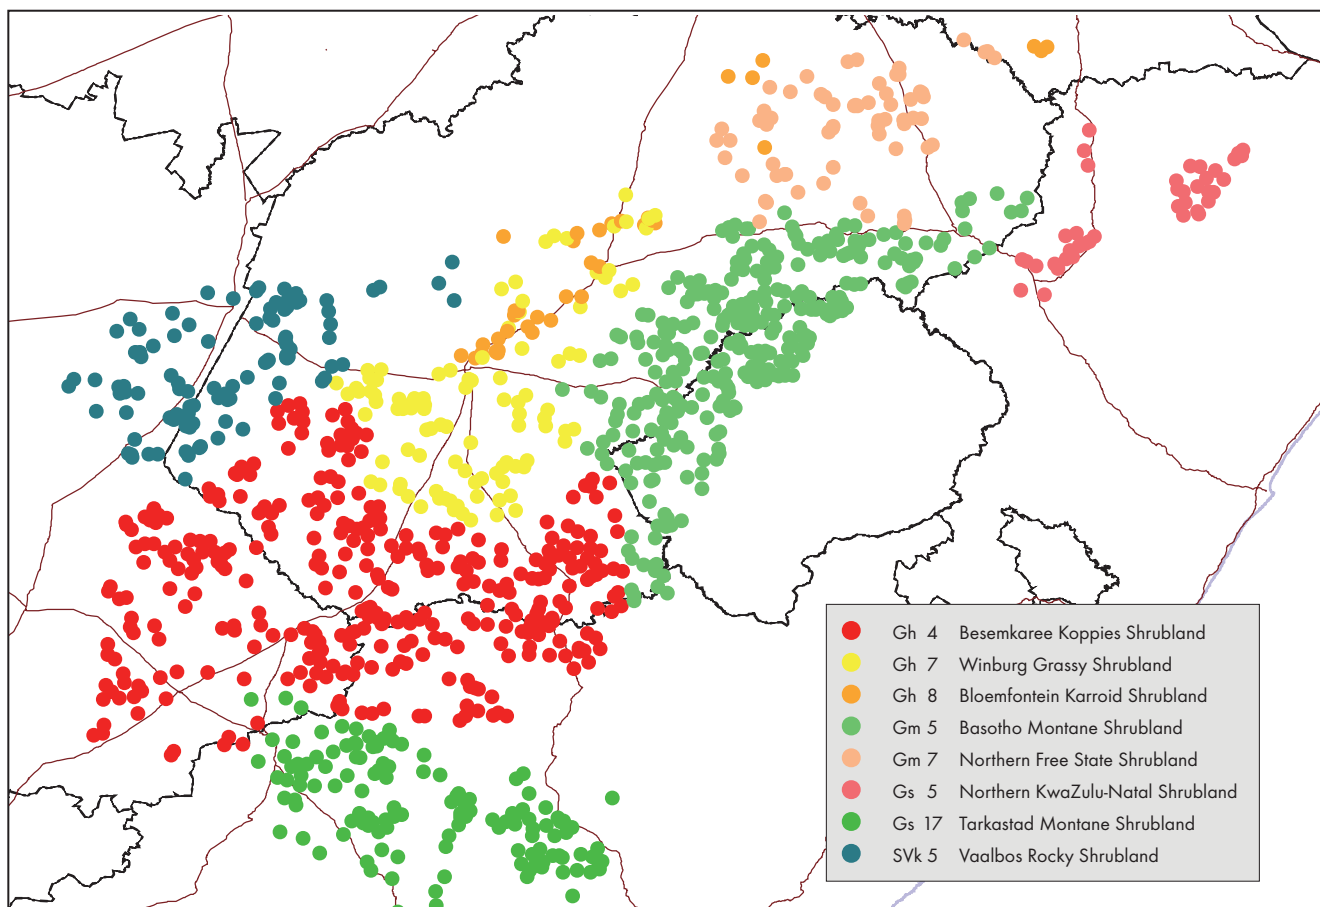 Gh 4 Besemkaree Koppies Shrubland
Gh 7 Winburg Grassy Shrubland
Gh 8 Bloemfontein Karroid Shrubland
Gm 5 Basotho Montane Shrubland
Gm 7 Northern Free State Shrubland
Gs 5 Northern KwaZulu-Natal Shrubland
Gs 17 Tarkastad Montane Shrubland
SVk 5 Vaalbos Rocky Shrubland